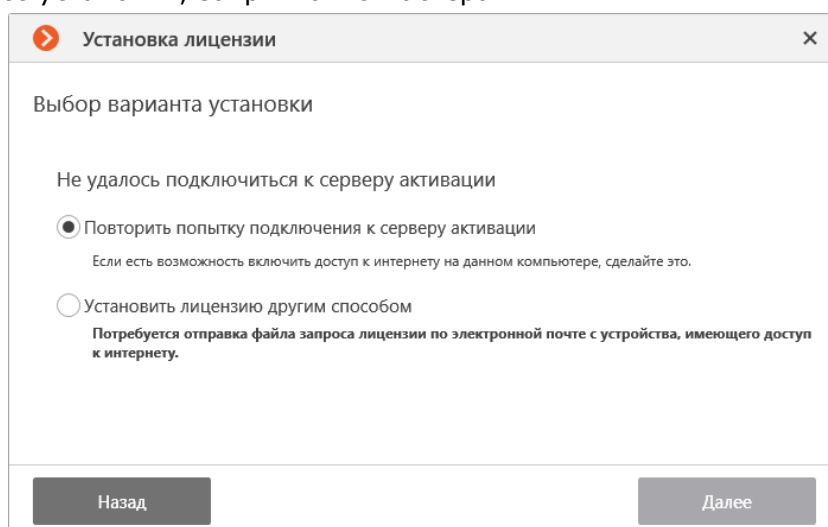 Установка лицензии
Выбор варианта установки
Не удалось подключиться к серверу активации
Повторить попытку подключения к серверу активации
Если есть возможность включить доступ к интернету на данном компьютере, сделайте это.
Установить лицензию другим способом
Потребуется отправка файла запроса лицензии по электронной почте с устройства, имеющего доступ
к интернету.
Назад
Далее